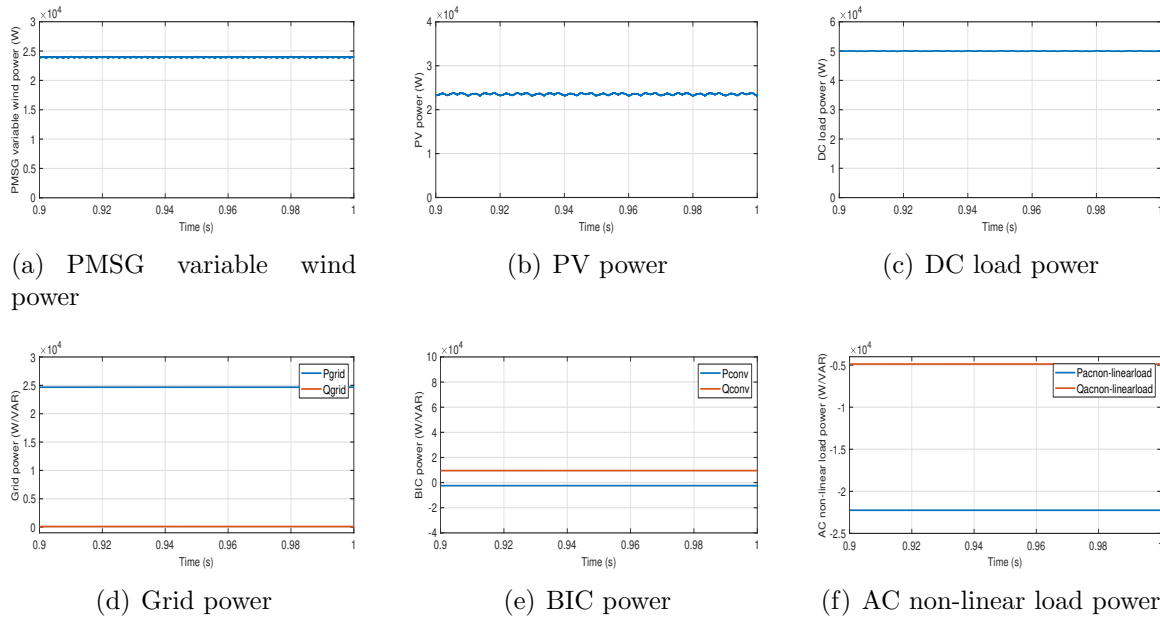 ×10⁴
3
2.5
2
1.5
1
0.5
0
PMSG variable wind power (W)
0.9 0.92 0.94 0.96 0.98 1
Time (s)
(a) PMSG variable wind
power
×10⁴
4
3
2
1
0
PV power (W)
0.9 0.92 0.94 0.96 0.98 1
Time (s)
(b) PV power
×10⁴
6
5
4
3
2
1
0
DC load power (W)
0.9 0.92 0.94 0.96 0.98 1
Time (s)
(c) DC load power
×10⁴
3
2.5
2
1.5
1
0.5
0
Grid power (W/VAR)
Pgrid
Qgrid
0.9 0.92 0.94 0.96 0.98 1
Time (s)
(d) Grid power
×10⁴
10
8
6
4
2
0
-2
-4
BIC power (W/VAR)
Pconv
Qconv
0.9 0.92 0.94 0.96 0.98 1
Time (s)
(e) BIC power
×10⁴
-0.5
-1
-1.5
-2
-2.5
AC non-linear load power (W/VAR)
Pacnon-linearload
Qacnon-linearload
0.9 0.92 0.94 0.96 0.98 1
Time (s)
(f) AC non-linear load power